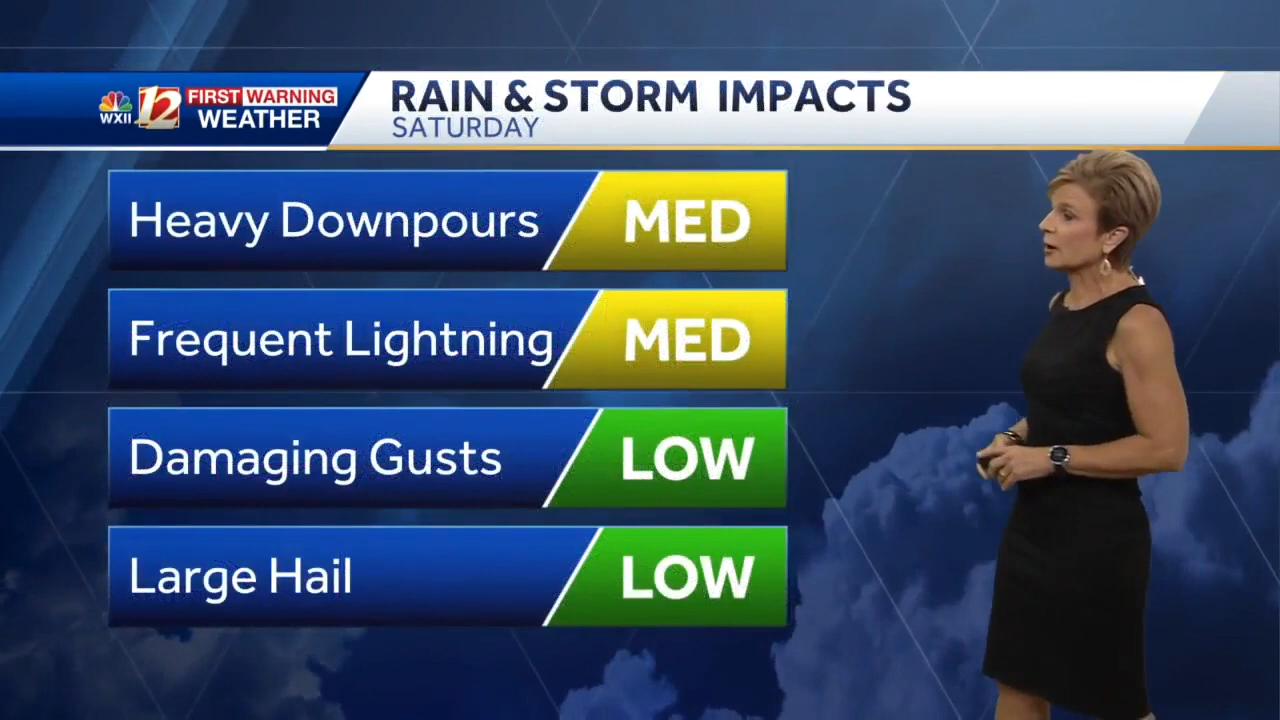 WXII 12 FIRST WARNING
WEATHER
RAIN & STORM IMPACTS
SATURDAY
Heavy Downpours MED
Frequent Lightning MED
Damaging Gusts LOW
Large Hail LOW